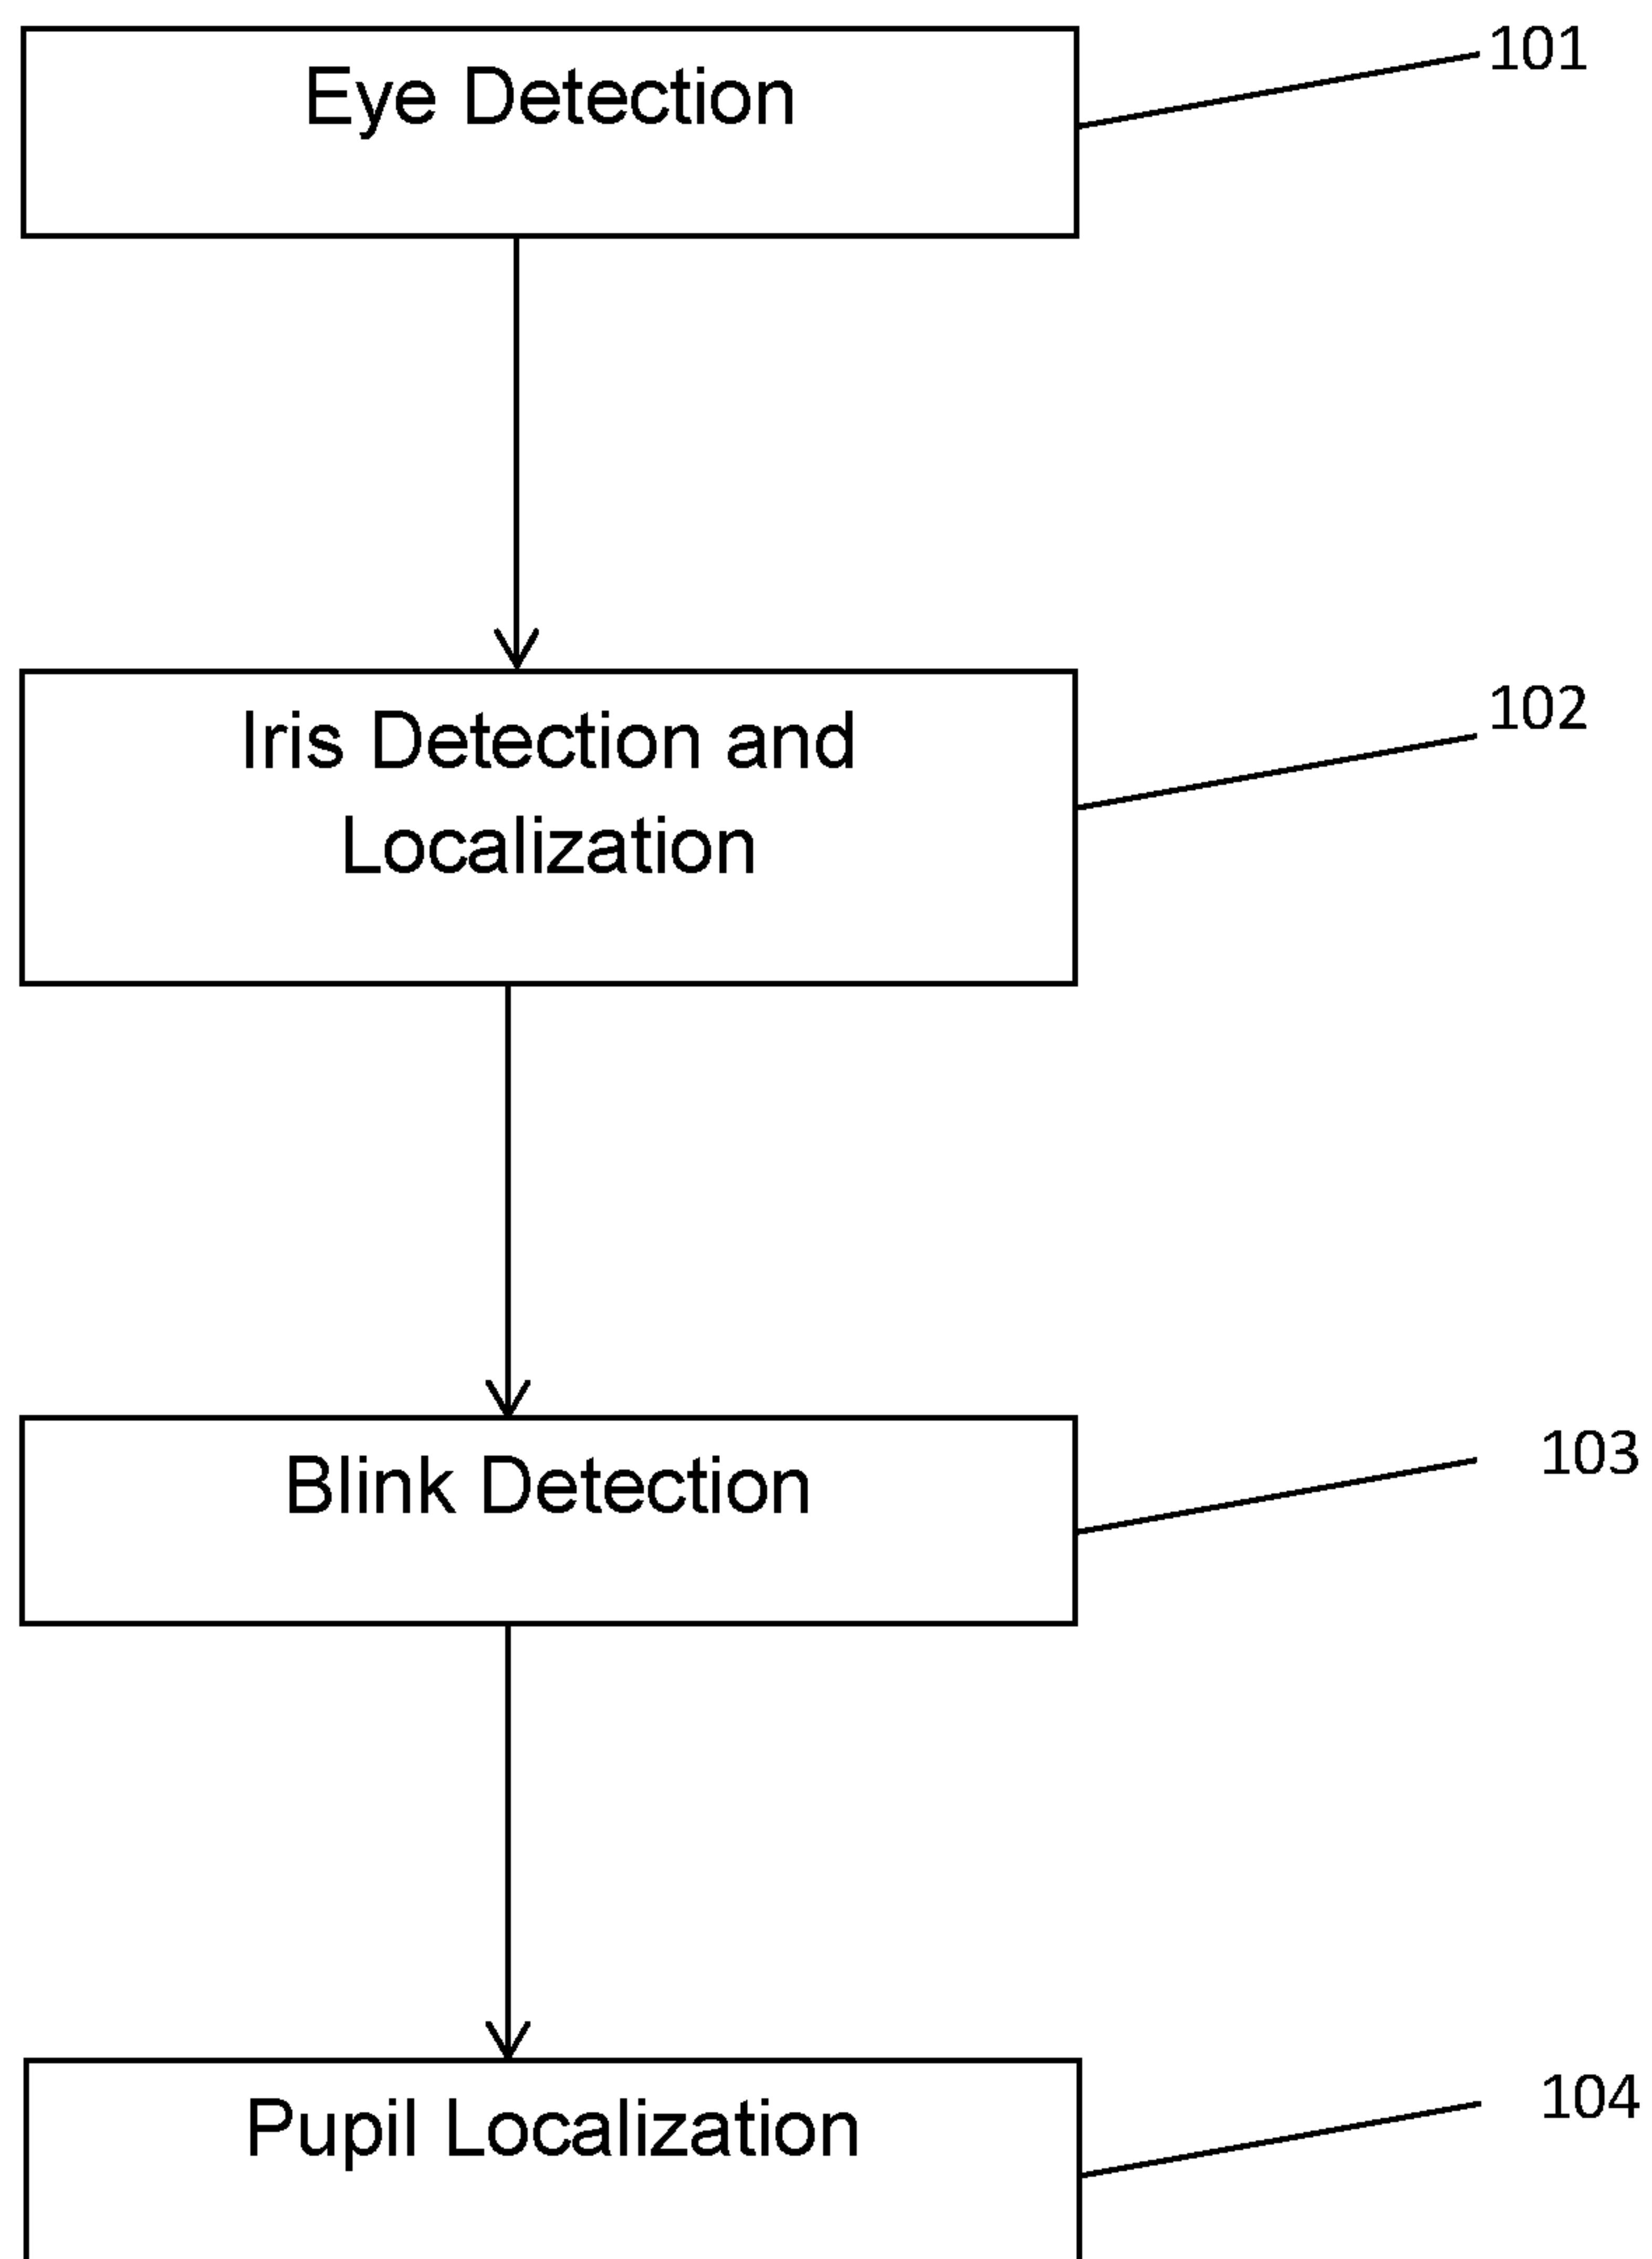 Eye Detection
101
Iris Detection and
Localization
102
Blink Detection
103
Pupil Localization
104